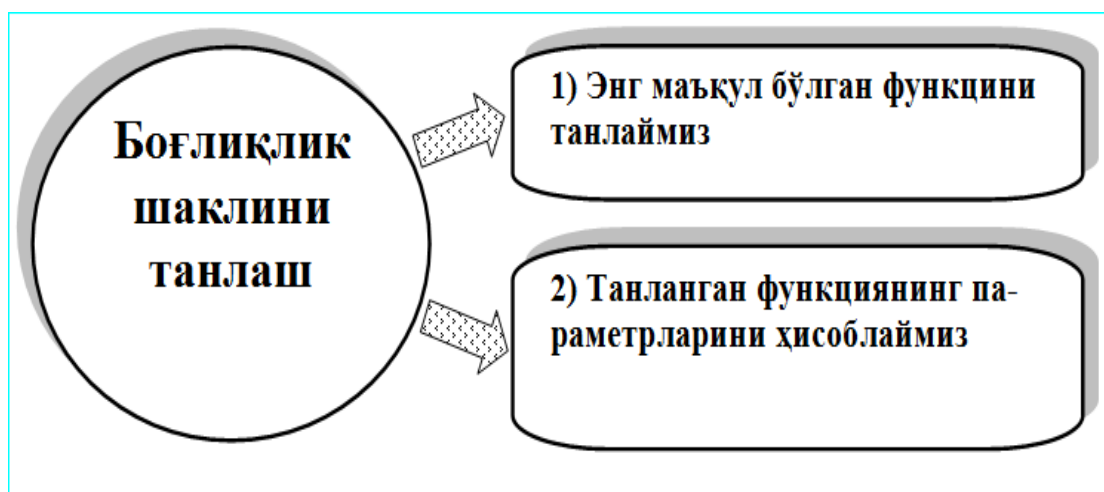 Боғлиқлик
шаклини
танлаш
1) Энг маъқул бўлган функцини
танлаймиз
2) Танланган функциянинг па-
раметрларини ҳисоблаймиз